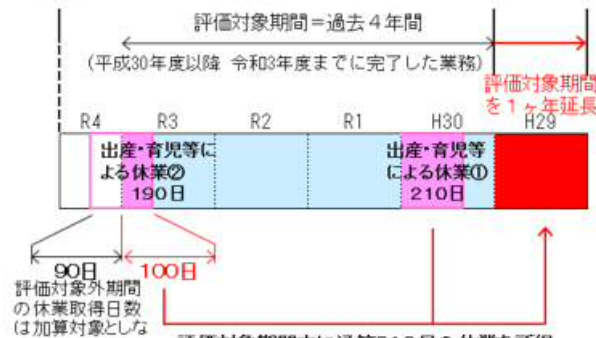 評価対象期間＝過去４年間
(平成30年度以降 令和3年度までに完了した業務)
評価対象期間
を１ヶ年延長
R4 R3 R2 R1 H30 H29
出産・育児等に
よる休業②
190日
出産・育児等
による休業①
210日
90日
100日
評価対象外期間
の休業取得日数
は加算対象としな